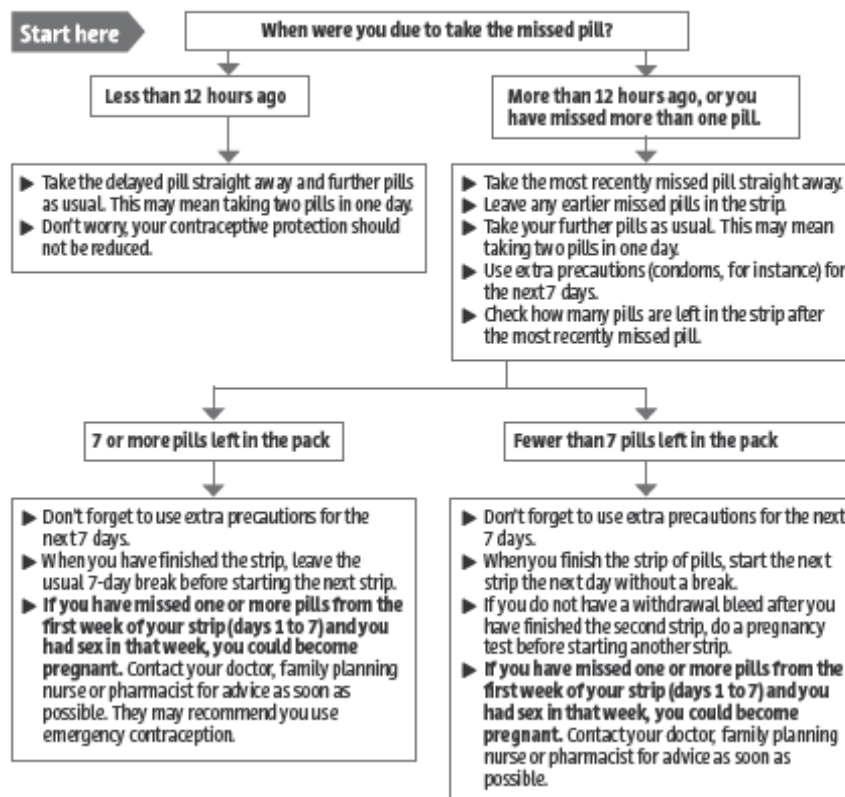 Start here
When were you due to take the missed pill?
Less than 12 hours ago
More than 12 hours ago, or you
have missed more than one pill.
▶ Take the delayed pill straight away and further pills
as usual. This may mean taking two pills in one day.
▶ Don't worry, your contraceptive protection should
not be reduced.
▶ Take the most recently missed pill straight away.
▶ Leave any earlier missed pills in the strip.
▶ Take your further pills as usual. This may mean
taking two pills in one day.
▶ Use extra precautions (condoms, for instance) for
the next 7 days.
▶ Check how many pills are left in the strip after
the most recently missed pill.
7 or more pills left in the pack
Fewer than 7 pills left in the pack
▶ Don't forget to use extra precautions for the
next 7 days.
▶ When you have finished the strip, leave the
usual 7-day break before starting the next strip.
▶ If you have missed one or more pills from the
first week of your strip (days 1 to 7) and you
had sex in that week, you could become
pregnant. Contact your doctor, family planning
nurse or pharmacist for advice as soon as
possible. They may recommend you use
emergency contraception.
▶ Don't forget to use extra precautions for the next
7 days.
▶ When you finish the strip of pills, start the next
strip the next day without a break.
▶ If you do not have a withdrawal bleed after you
have finished the second strip, do a pregnancy
test before starting another strip.
▶ If you have missed one or more pills from the
first week of your strip (days 1 to 7) and you
had sex in that week, you could become
pregnant. Contact your doctor, family planning
nurse or pharmacist for advice as soon as
possible.